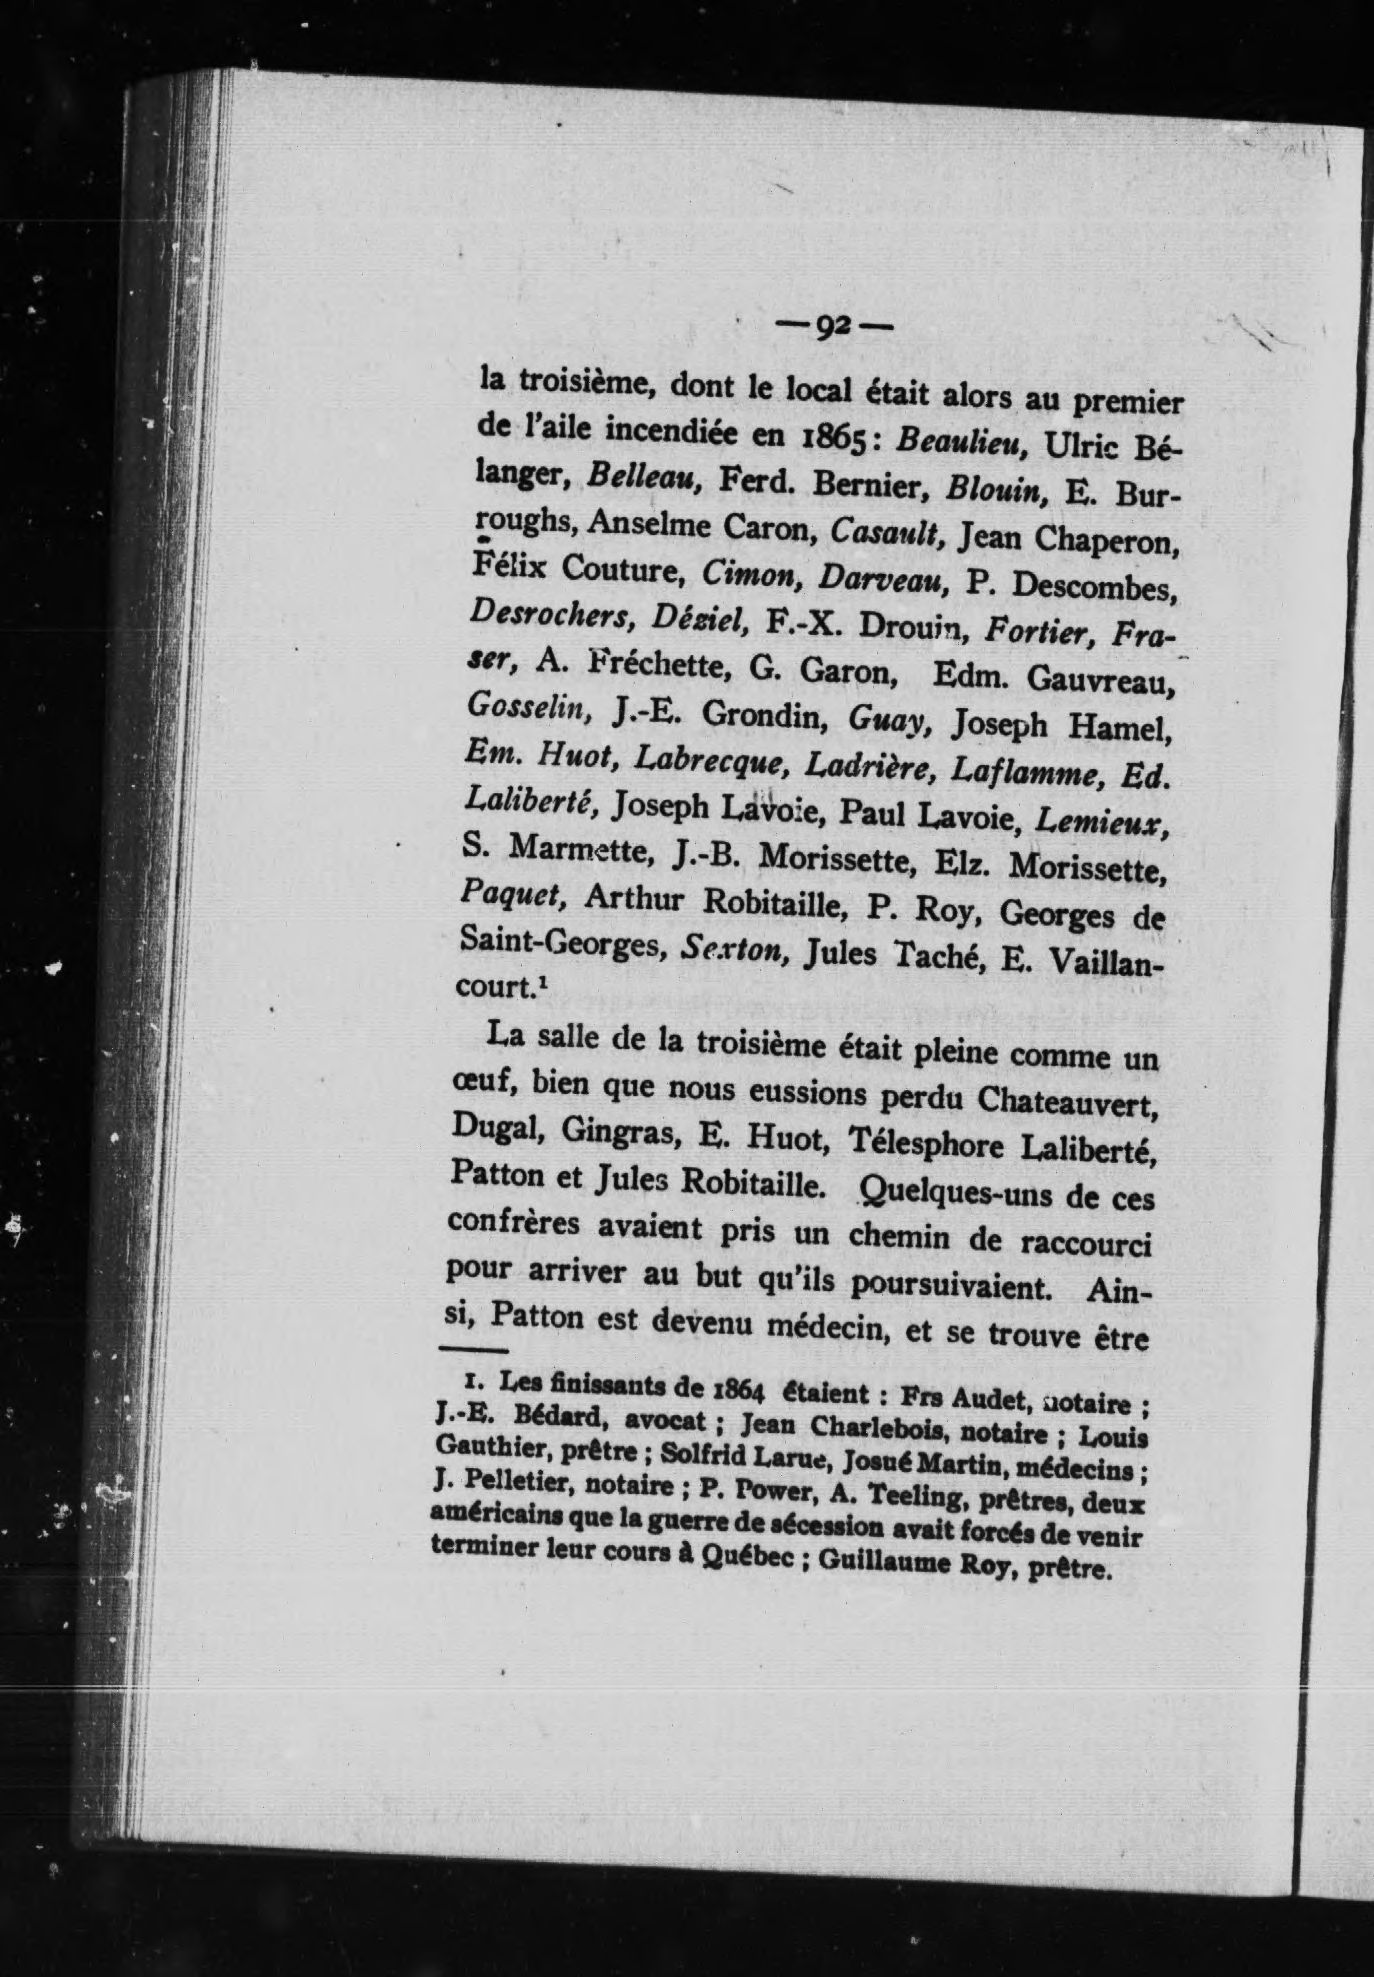 — 92 —
la troisième, dont le local était alors au premier
de l'aile incendiée en 1865 : Beaulieu, Ulric Bé-
langer, Belleau, Ferd. Bernier, Blouin, E. Bur-
roughs, Anselme Caron, Casault, Jean Chaperon,
Félix Couture, Cimon, Darveau, P. Descombes,
Desrochers, Déziel, F.-X. Drouin, Fortier, Fra-
ser, A. Fréchette, G. Garon, Edm. Gauvreau,
Gosselin, J.-E. Grondin, Guay, Joseph Hamel,
Em. Huot, Labrecque, Ladrière, Laflamme, Ed.
Laliberté, Joseph Lavoie, Paul Lavoie, Lemieux,
S. Marmette, J.-B. Morissette, Elz. Morissette,
Paquet, Arthur Robitaille, P. Roy, Georges de
Saint-Georges, Sexton, Jules Taché, E. Vaillan-
court.¹
La salle de la troisième était pleine comme un
œuf, bien que nous eussions perdu Chateauvert,
Dugal, Gingras, E. Huot, Télesphore Laliberté,
Patton et Jules Robitaille. Quelques-uns de ces
confrères avaient pris un chemin de raccourci
pour arriver au but qu'ils poursuivaient. Ain-
si, Patton est devenu médecin, et se trouve être
1. Les finissants de 1864 étaient : Frs Audet, notaire ;
J.-E. Bédard, avocat ; Jean Charlebois, notaire ; Louis
Gauthier, prêtre ; Solfrid Larue, Josué Martin, médecins ;
J. Pelletier, notaire ; P. Power, A. Teeling, prêtres, deux
américains que la guerre de sécession avait forcés de venir
terminer leur cours à Québec ; Guillaume Roy, prêtre.